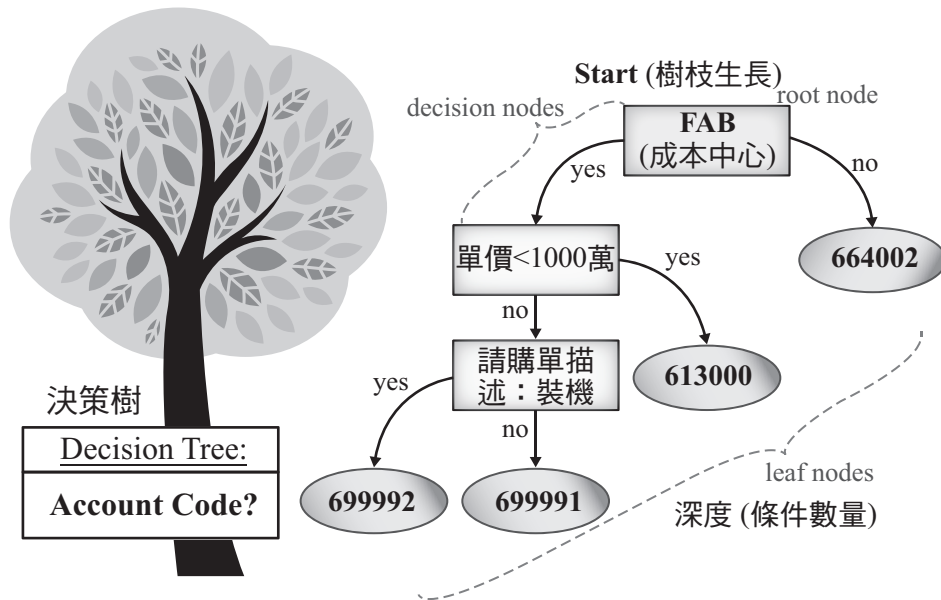 Start (樹枝生長)
decision nodes
root node
FAB
(成本中心)
yes
no
單價<1000萬
yes
664002
no
請購單描
述：裝機
613000
yes
no
決策樹
Decision Tree:
Account Code?
699992
699991
leaf nodes
深度 (條件數量)